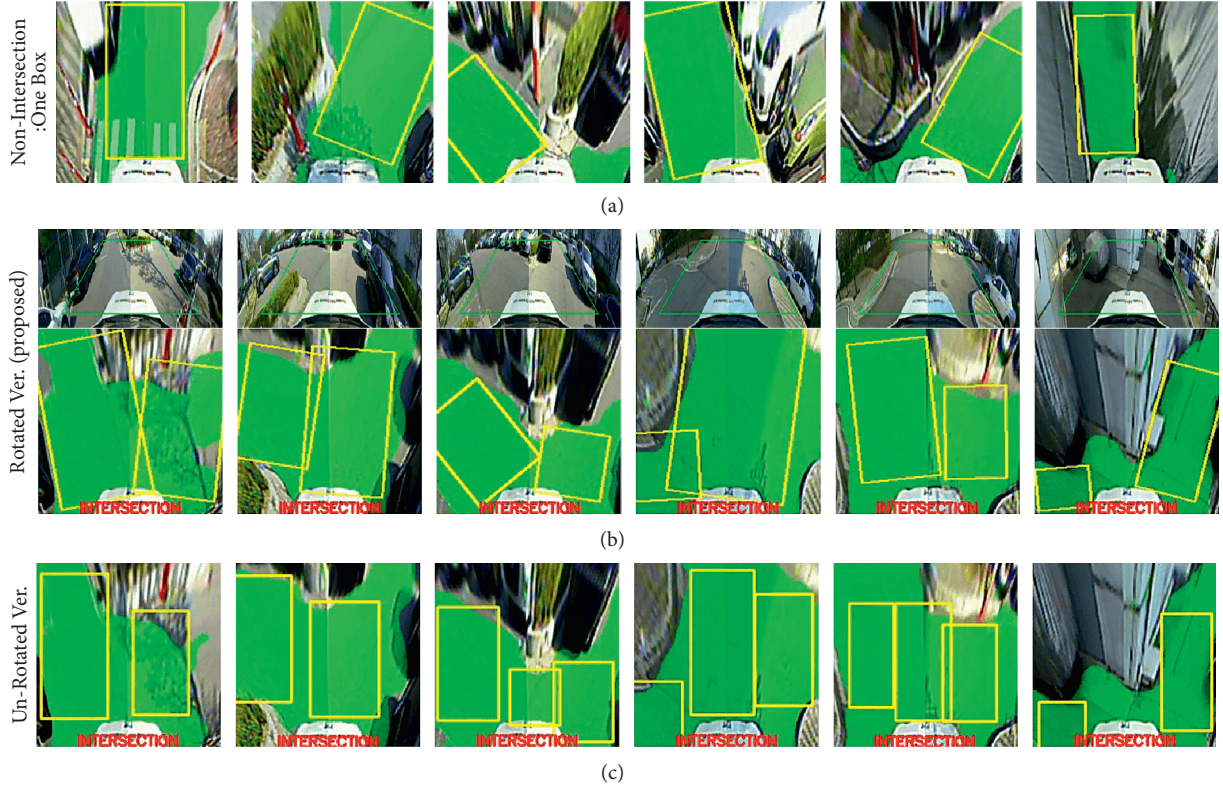 Non-Intersection
:One Box
(a)
Rotated Ver. (proposed)
INTERSECTION
INTERSECTION
INTERSECTION
INTERSECTION
INTERSECTION
INTERSECTION
(b)
Un-Rotated Ver.
INTERSECTION
INTERSECTION
INTERSECTION
INTERSECTION
INTERSECTION
INTERSECTION
(c)